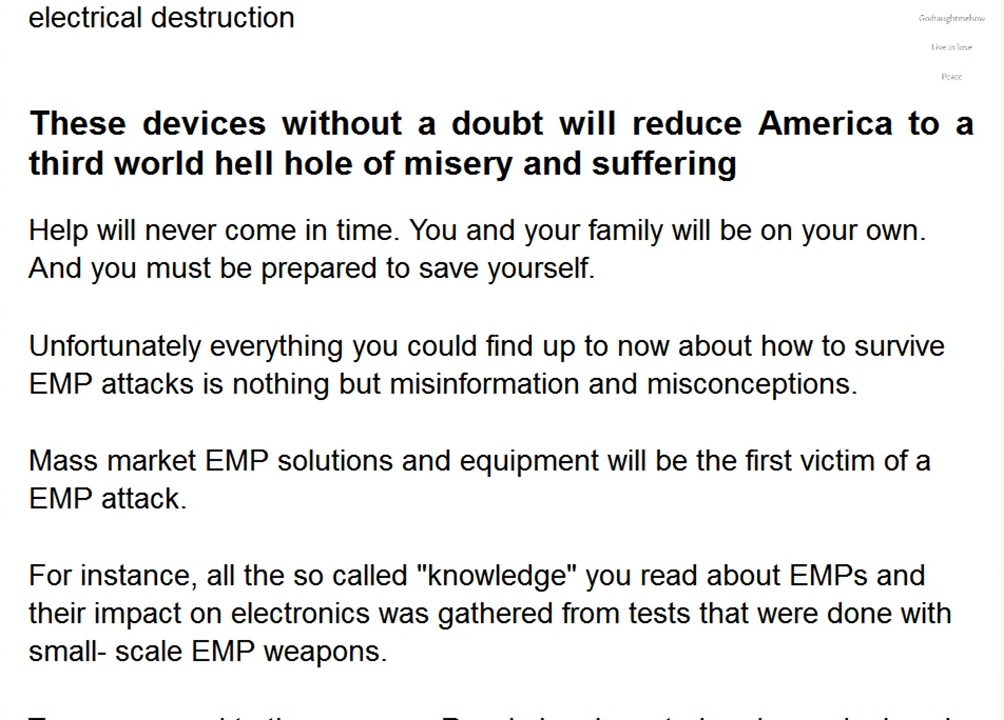 electrical destruction
Godtaughtmehow
Live in love
Peace
These devices without a doubt will reduce America to a
third world hell hole of misery and suffering
Help will never come in time. You and your family will be on your own.
And you must be prepared to save yourself.
Unfortunately everything you could find up to now about how to survive
EMP attacks is nothing but misinformation and misconceptions.
Mass market EMP solutions and equipment will be the first victim of a
EMP attack.
For instance, all the so called "knowledge" you read about EMPs and
their impact on electronics was gathered from tests that were done with
small- scale EMP weapons.